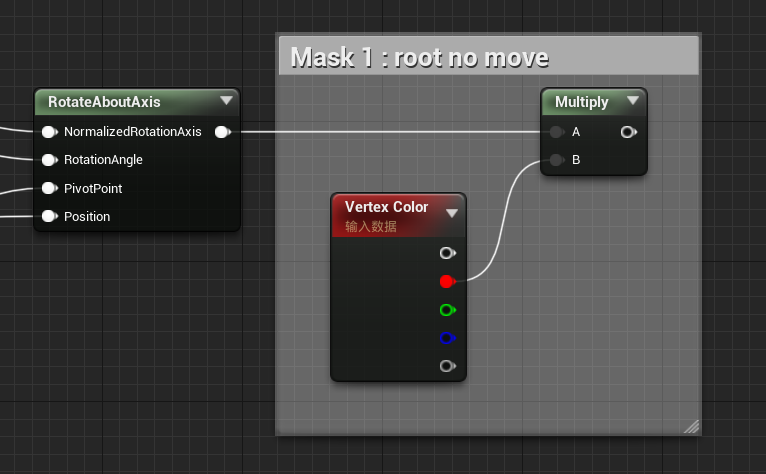 Mask 1 : root no move
RotateAboutAxis
NormalizedRotationAxis
RotationAngle
PivotPoint
Position
Vertex Color
输入数据
Multiply
A
B